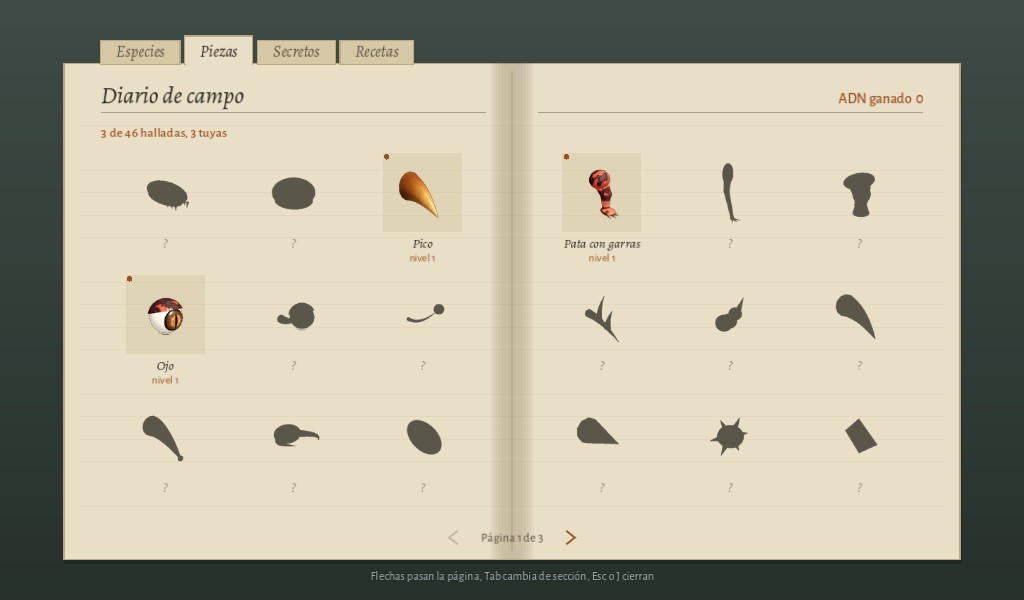 Especies
Piezas
Secretos
Recetas
Diario de campo
ADN ganado 0
3 de 46 halladas, 3 tuyas
?
?
Pico
nivel 1
Pata con garras
nivel 1
?
?
Ojo
nivel 1
?
?
?
?
?
?
?
?
?
?
?
Página 1 de 3
Flechas pasan la página, Tab cambia de sección, Esc o J cierran